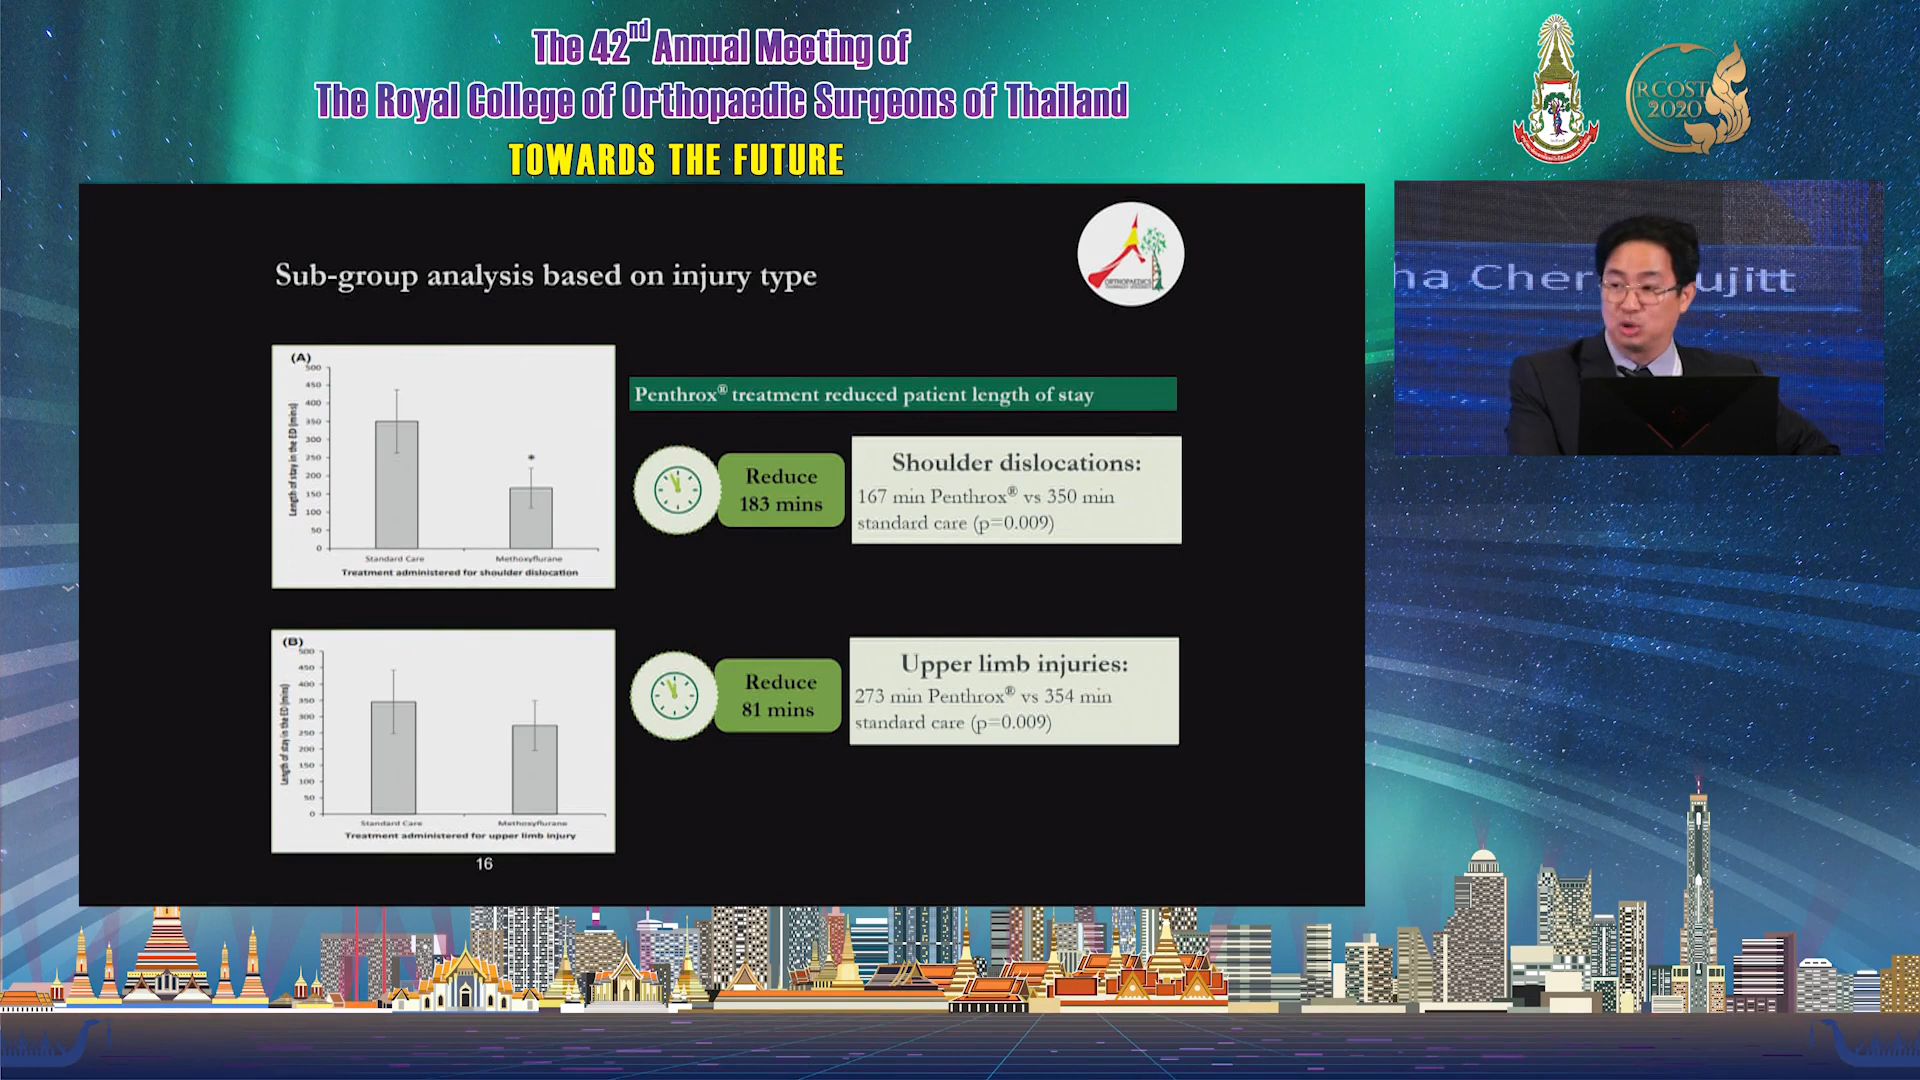 The 42nd Annual Meeting of
The Royal College of Orthopaedic Surgeons of Thailand
TOWARDS THE FUTURE
RCOST
2020
ujitt
Sub-group analysis based on injury type
ORTHOPAEDICS
(A)
500
450
400
350
300
250
200
150
100
50
0
Length of stay in the ED (mins)
*
Standard Care Methoxyflurane
Treatment administered for shoulder dislocation
Penthrox® treatment reduced patient length of stay
Reduce
183 mins
Shoulder dislocations:
167 min Penthrox® vs 350 min
standard care (p=0.009)
(B)
500
450
400
350
300
250
200
150
100
50
0
Length of stay in the ED (mins)
Standard Care Methoxyflurane
Treatment administered for upper limb injury
Reduce
81 mins
Upper limb injuries:
273 min Penthrox® vs 354 min
standard care (p=0.009)
16